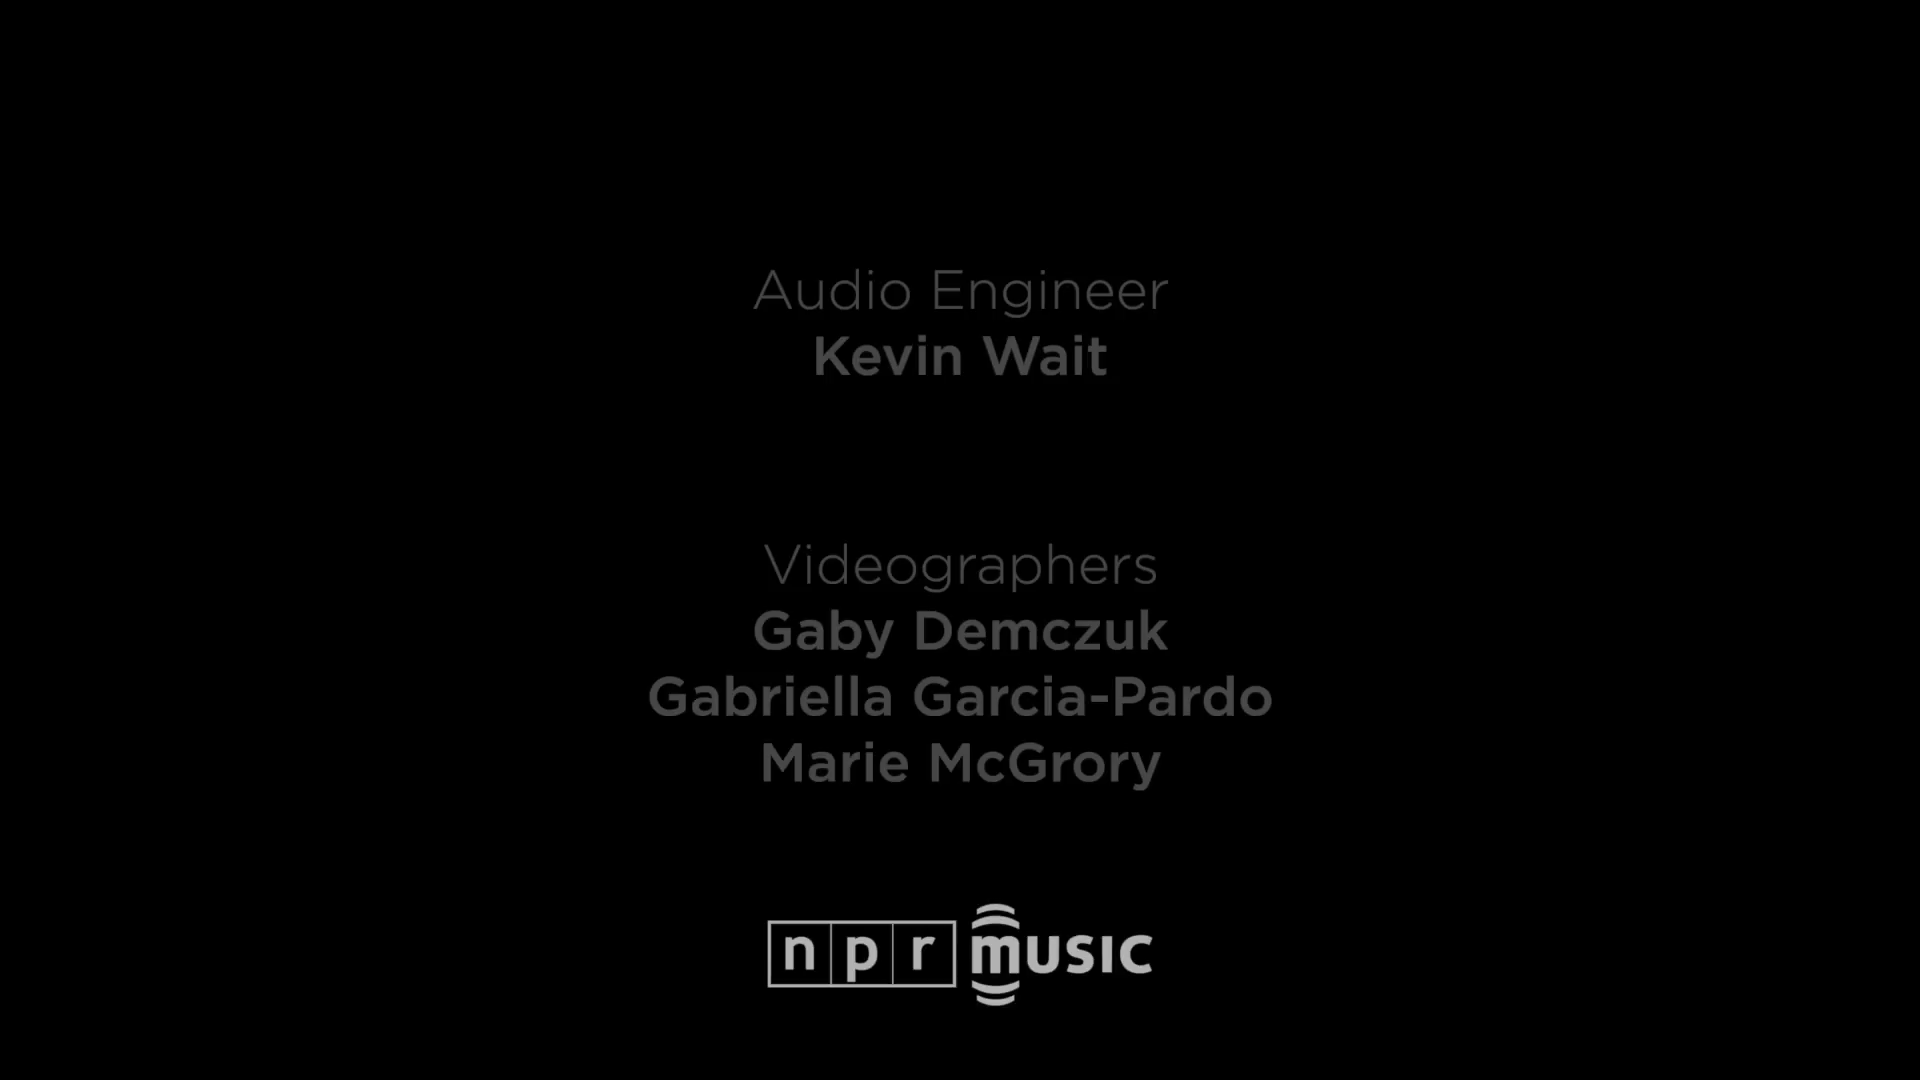 Audio Engineer
Kevin Wait
Videographers
Gaby Demczuk
Gabriella Garcia-Pardo
Marie McGrory
npr music